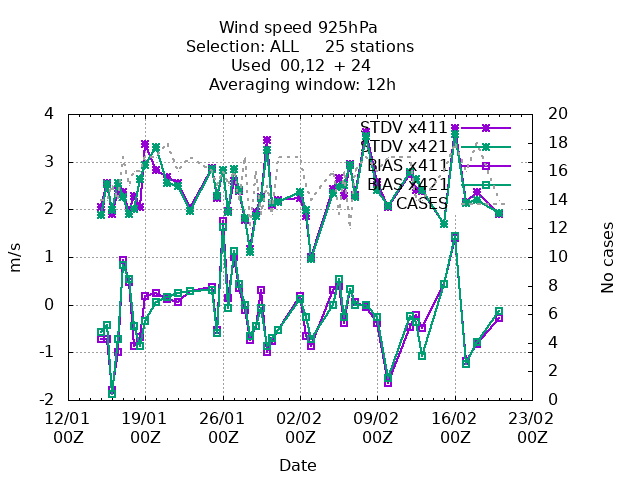 Wind speed 925hPa
Selection: ALL 25 stations
Used 00,12 + 24
Averaging window: 12h
4
3
2
1
0
-1
-2
m/s
20
18
16
14
12
10
8
6
4
2
0
No cases
STDV x411
STDV x421
BIAS x411
BIAS x421
CASES
12/01 19/01 26/01 02/02 09/02 16/02 23/02
00Z 00Z 00Z 00Z 00Z 00Z 00Z
Date